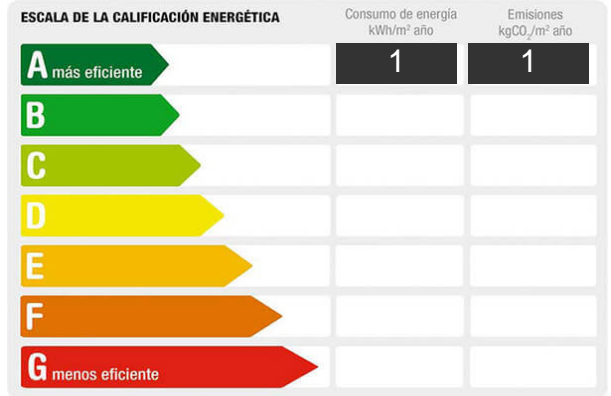 ESCALA DE LA CALIFICACIÓN ENERGÉTICA
Consumo de energía
kWh/m² año
Emisiones
kgCO₂/m² año
A más eficiente
1
1
B
C
D
E
F
G menos eficiente